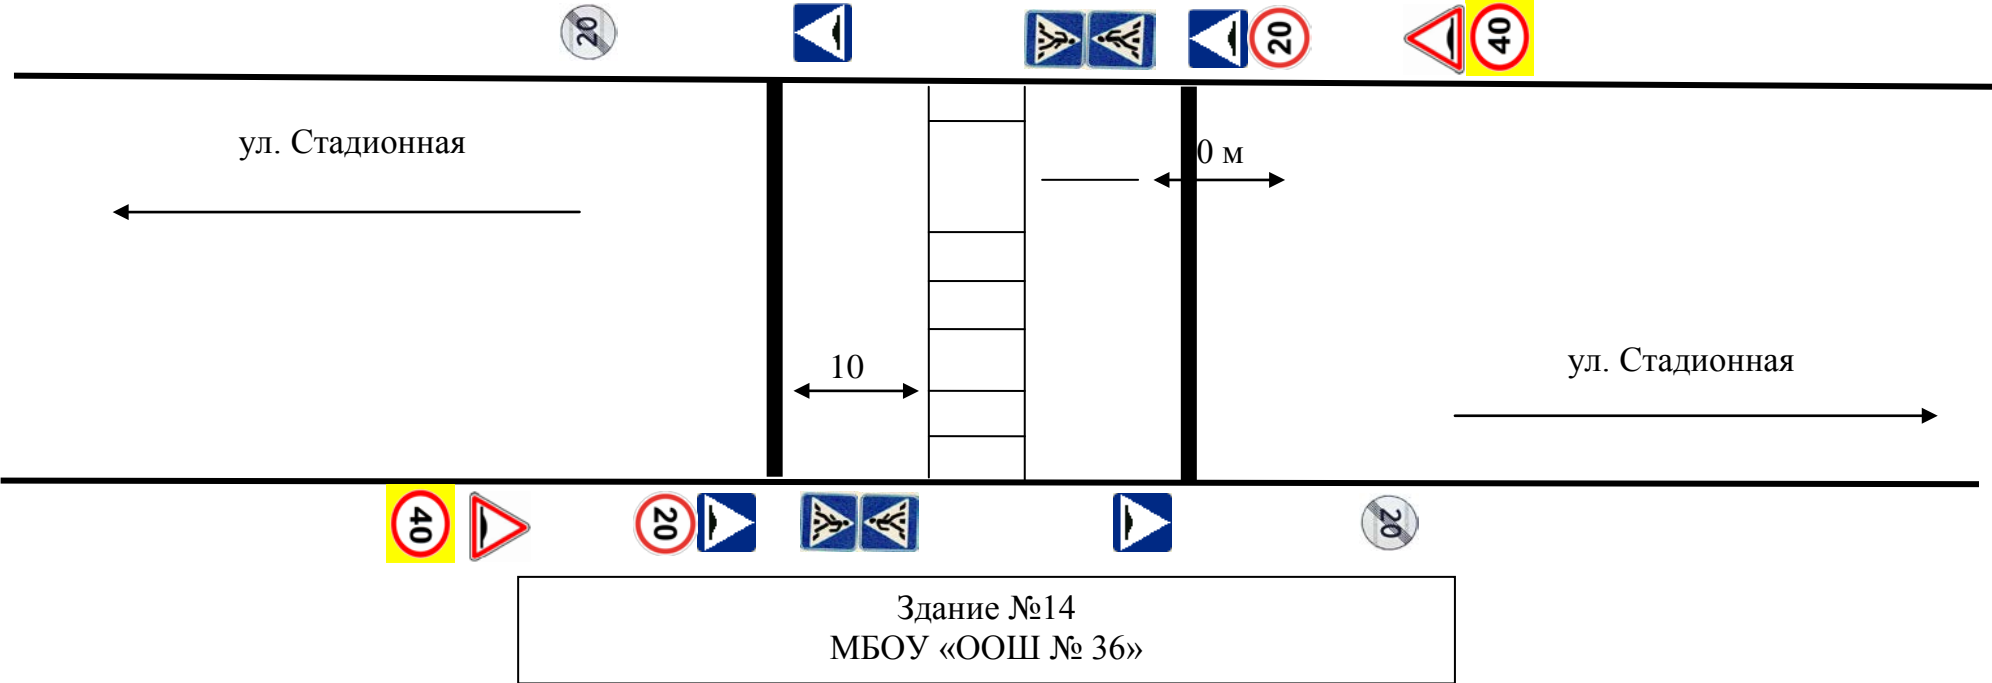 20
20
40
ул. Стадионная
0 м
10
ул. Стадионная
40
20
20
Здание №14
МБОУ «ООШ № 36»